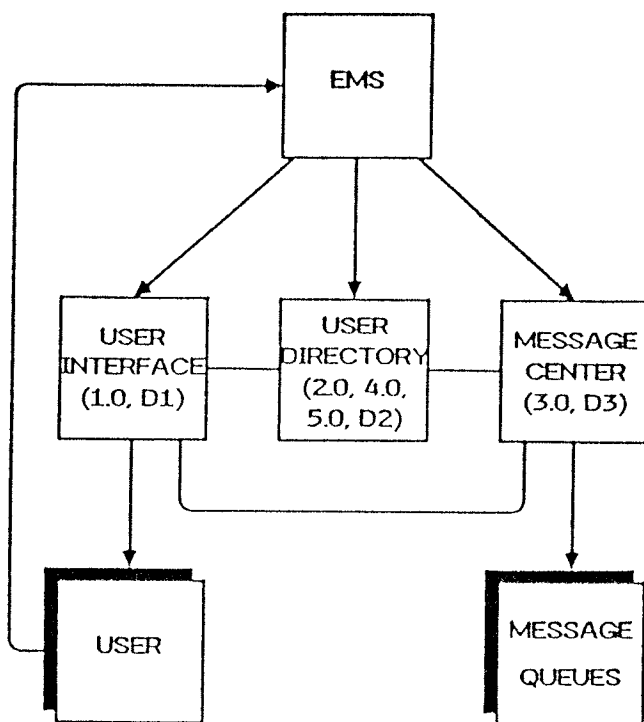 EMS
USER
INTERFACE
(1.0, D1)
USER
DIRECTORY
(2.0, 4.0,
5.0, D2)
MESSAGE
CENTER
(3.0, D3)
USER
MESSAGE
QUEUES